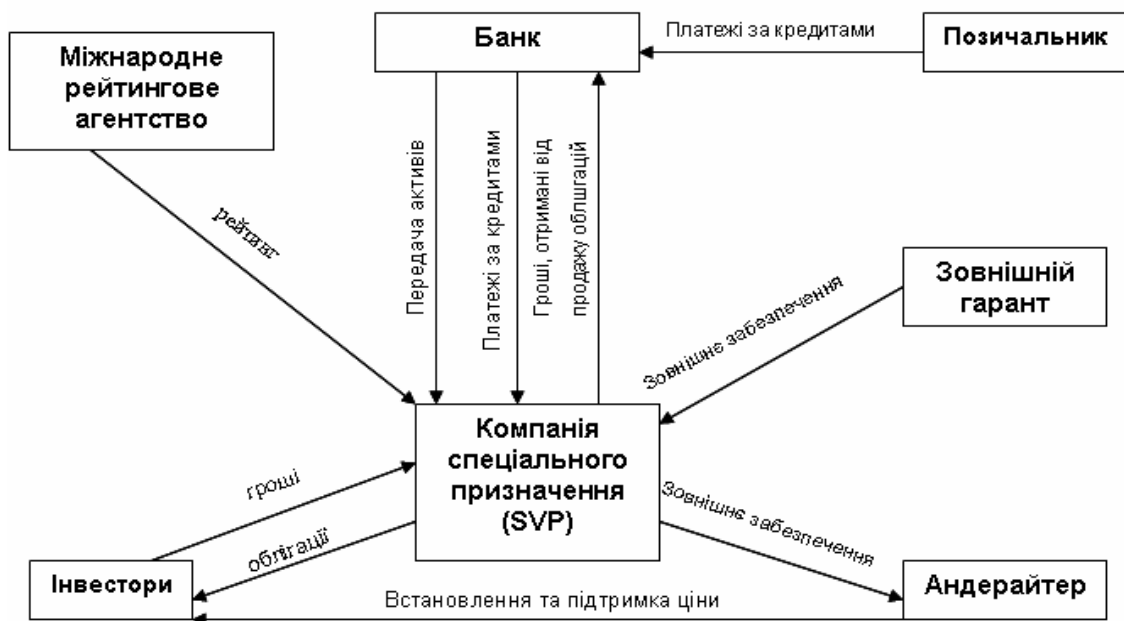 Банк
Платежі за кредитами
Позичальник
Міжнародне
рейтингове
агентство
рейтинг
Передача активів
Платежі за кредитами
Гроші, отримані від
продажу облшгацій
Зовнішній
гарант
Зовнішнє забезпечення
Компанія
спеціального
призначення
(SVP)
гроші
облігації
Зовнішнє забезпечення
Інвестори
Встановлення та підтримка ціни
Андерайтер